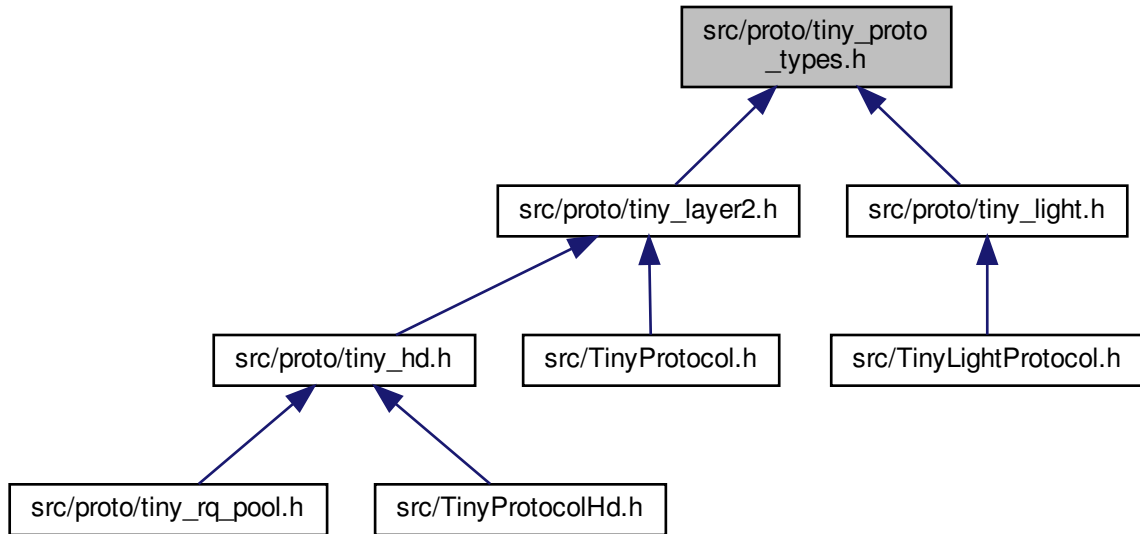 src/proto/tiny_proto
_types.h
src/proto/tiny_layer2.h
src/proto/tiny_light.h
src/proto/tiny_hd.h
src/TinyProtocol.h
src/TinyLightProtocol.h
src/proto/tiny_rq_pool.h
src/TinyProtocolHd.h